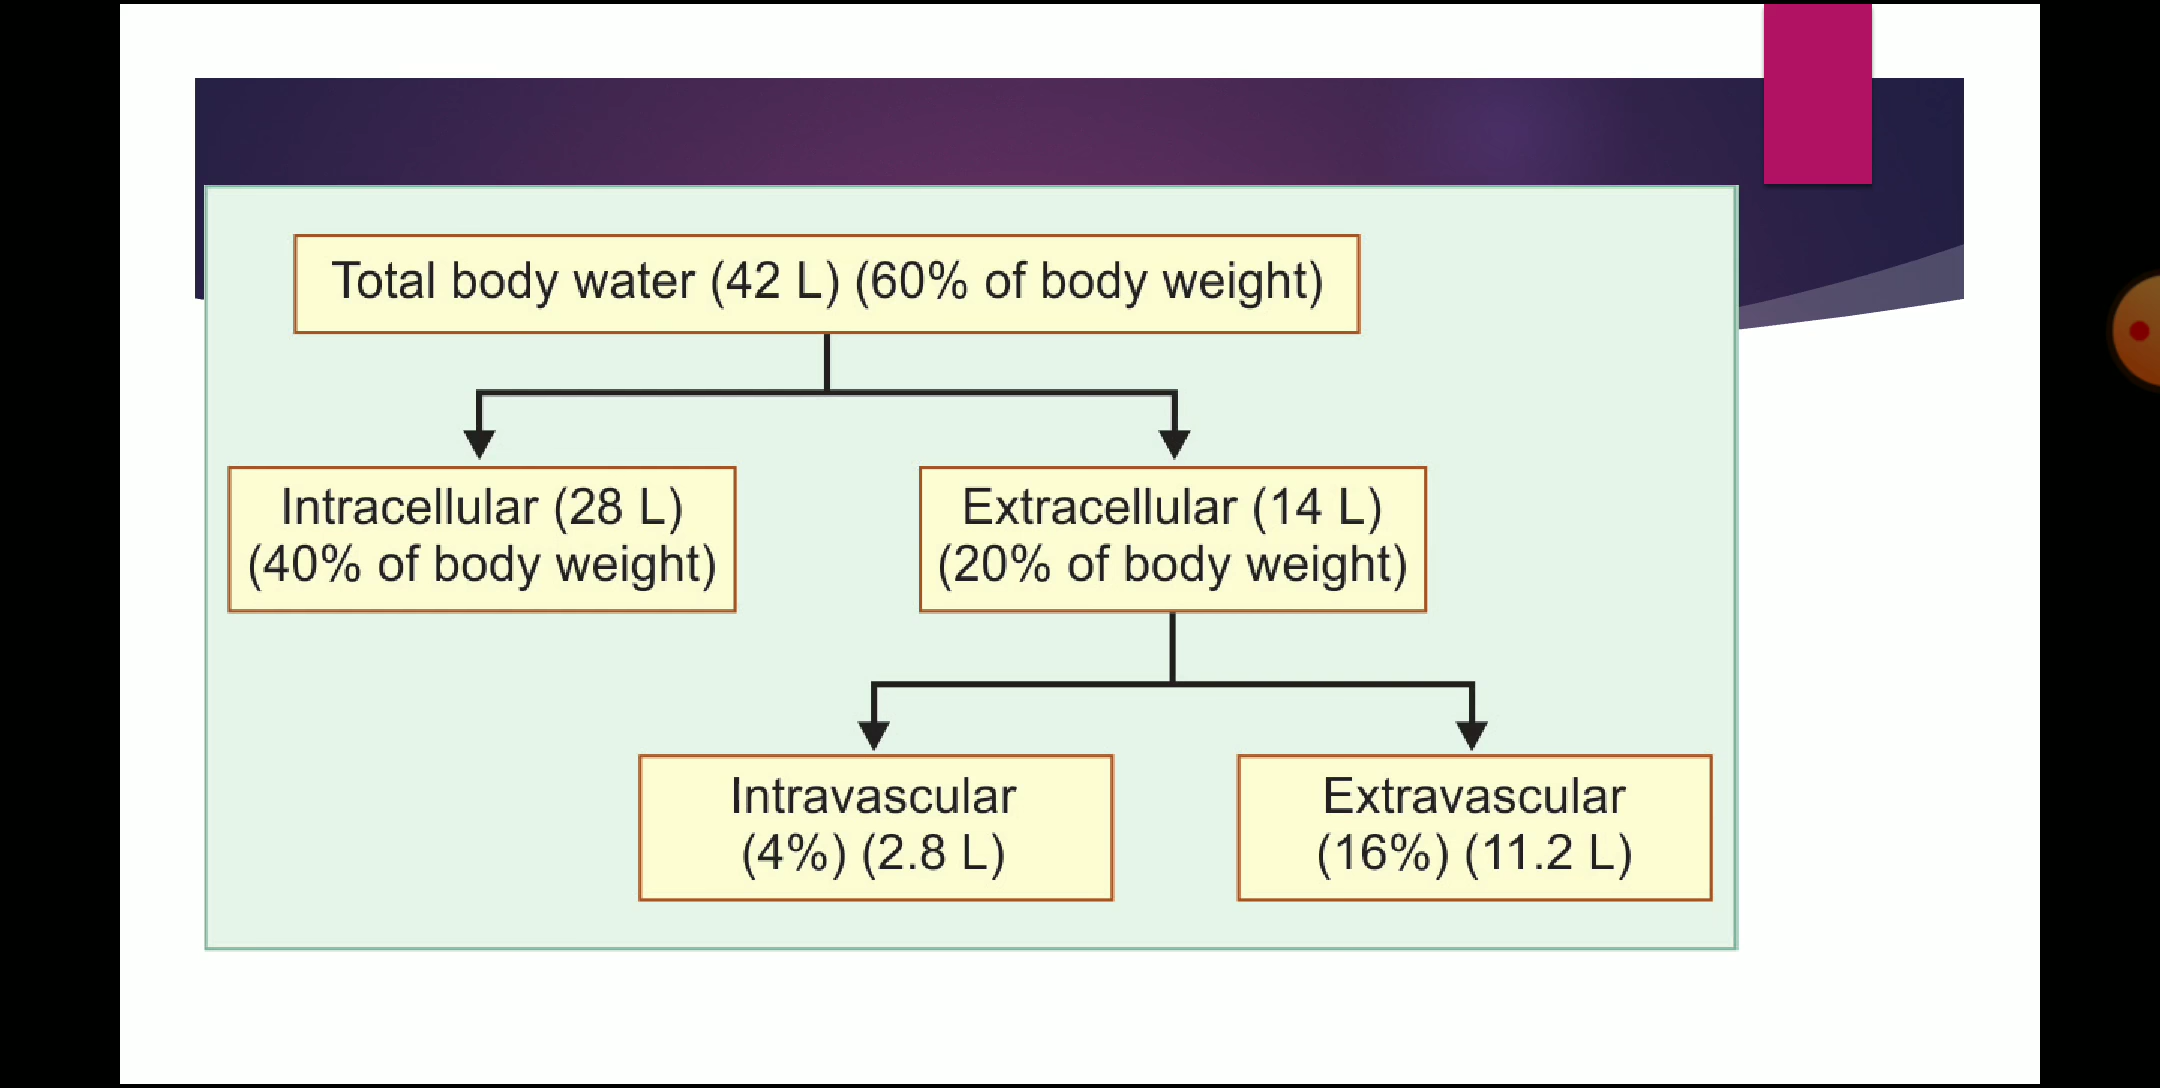 Total body water (42 L) (60% of body weight)
Intracellular (28 L)
(40% of body weight)
Extracellular (14 L)
(20% of body weight)
Intravascular
(4%) (2.8 L)
Extravascular
(16%) (11.2 L)